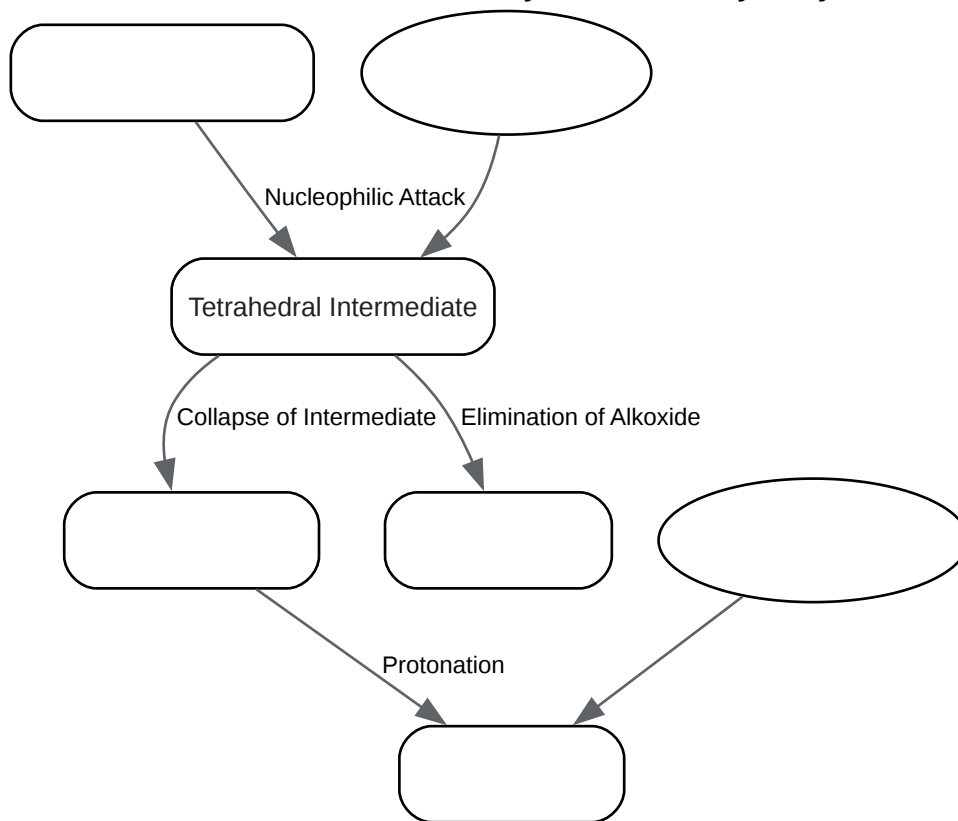 Nucleophilic Attack
Tetrahedral Intermediate
Collapse of Intermediate
Elimination of Alkoxide
Protonation